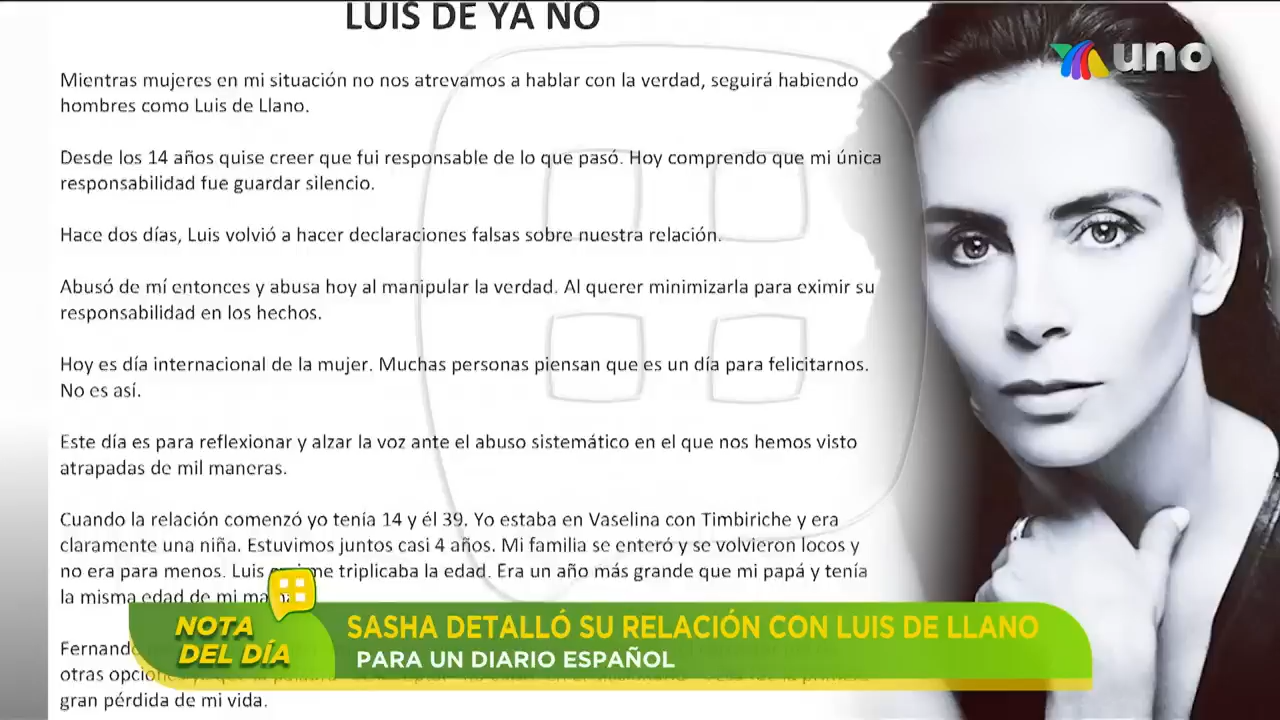 LUIS DE YA NO
uno
Mientras mujeres en mi situación no nos atrevamos a hablar con la verdad, seguirá habiendo
hombres como Luis de Llano.
Desde los 14 años quise creer que fui responsable de lo que pasó. Hoy comprendo que mi única
responsabilidad fue guardar silencio.
Hace dos días, Luis volvió a hacer declaraciones falsas sobre nuestra relación.
Abusó de mí entonces y abusa hoy al manipular la verdad. Al querer minimizarla para eximir su
responsabilidad en los hechos.
Hoy es día internacional de la mujer. Muchas personas piensan que es un día para felicitarnos.
No es así.
Este día es para reflexionar y alzar la voz ante el abuso sistemático en el que nos hemos visto
atrapadas de mil maneras.
Cuando la relación comenzó yo tenía 14 y él 39. Yo estaba en Vaselina con Timbiriche y era
claramente una niña. Estuvimos juntos casi 4 años. Mi familia se enteró y se volvieron locos y
no era para menos. Luis me triplicaba la edad. Era un año más grande que mi papá y tenía
la misma edad de mi
otras
gran pérdida de mi vida.
NOTA
DEL DÍA
SASHA DETALLÓ SU RELACIÓN CON LUIS DE LLANO
PARA UN DIARIO ESPAÑOL